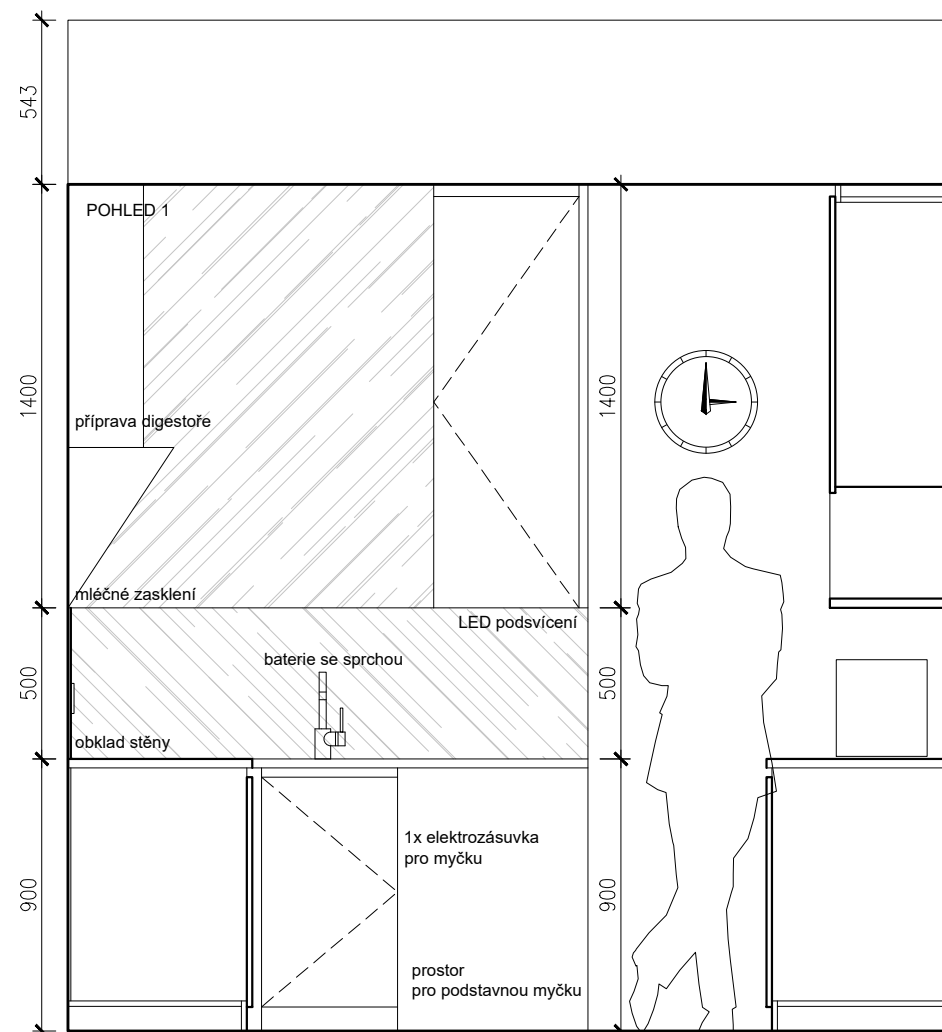 543
POHLED 1
1400
1400
příprava digestoře
mléčné zasklení
LED podsvícení
500
500
baterie se sprchou
obklad stěny
900
900
1x elektrozásuvka
pro myčku
prostor
pro podstavnou myčku